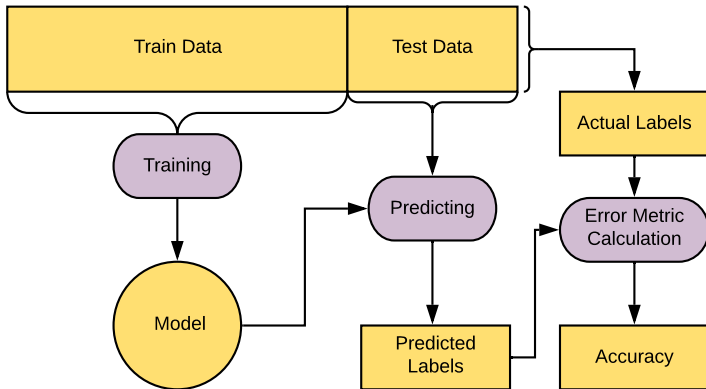 Train Data
Test Data
Actual Labels
Training
Predicting
Error Metric
Calculation
Model
Predicted
Labels
Accuracy